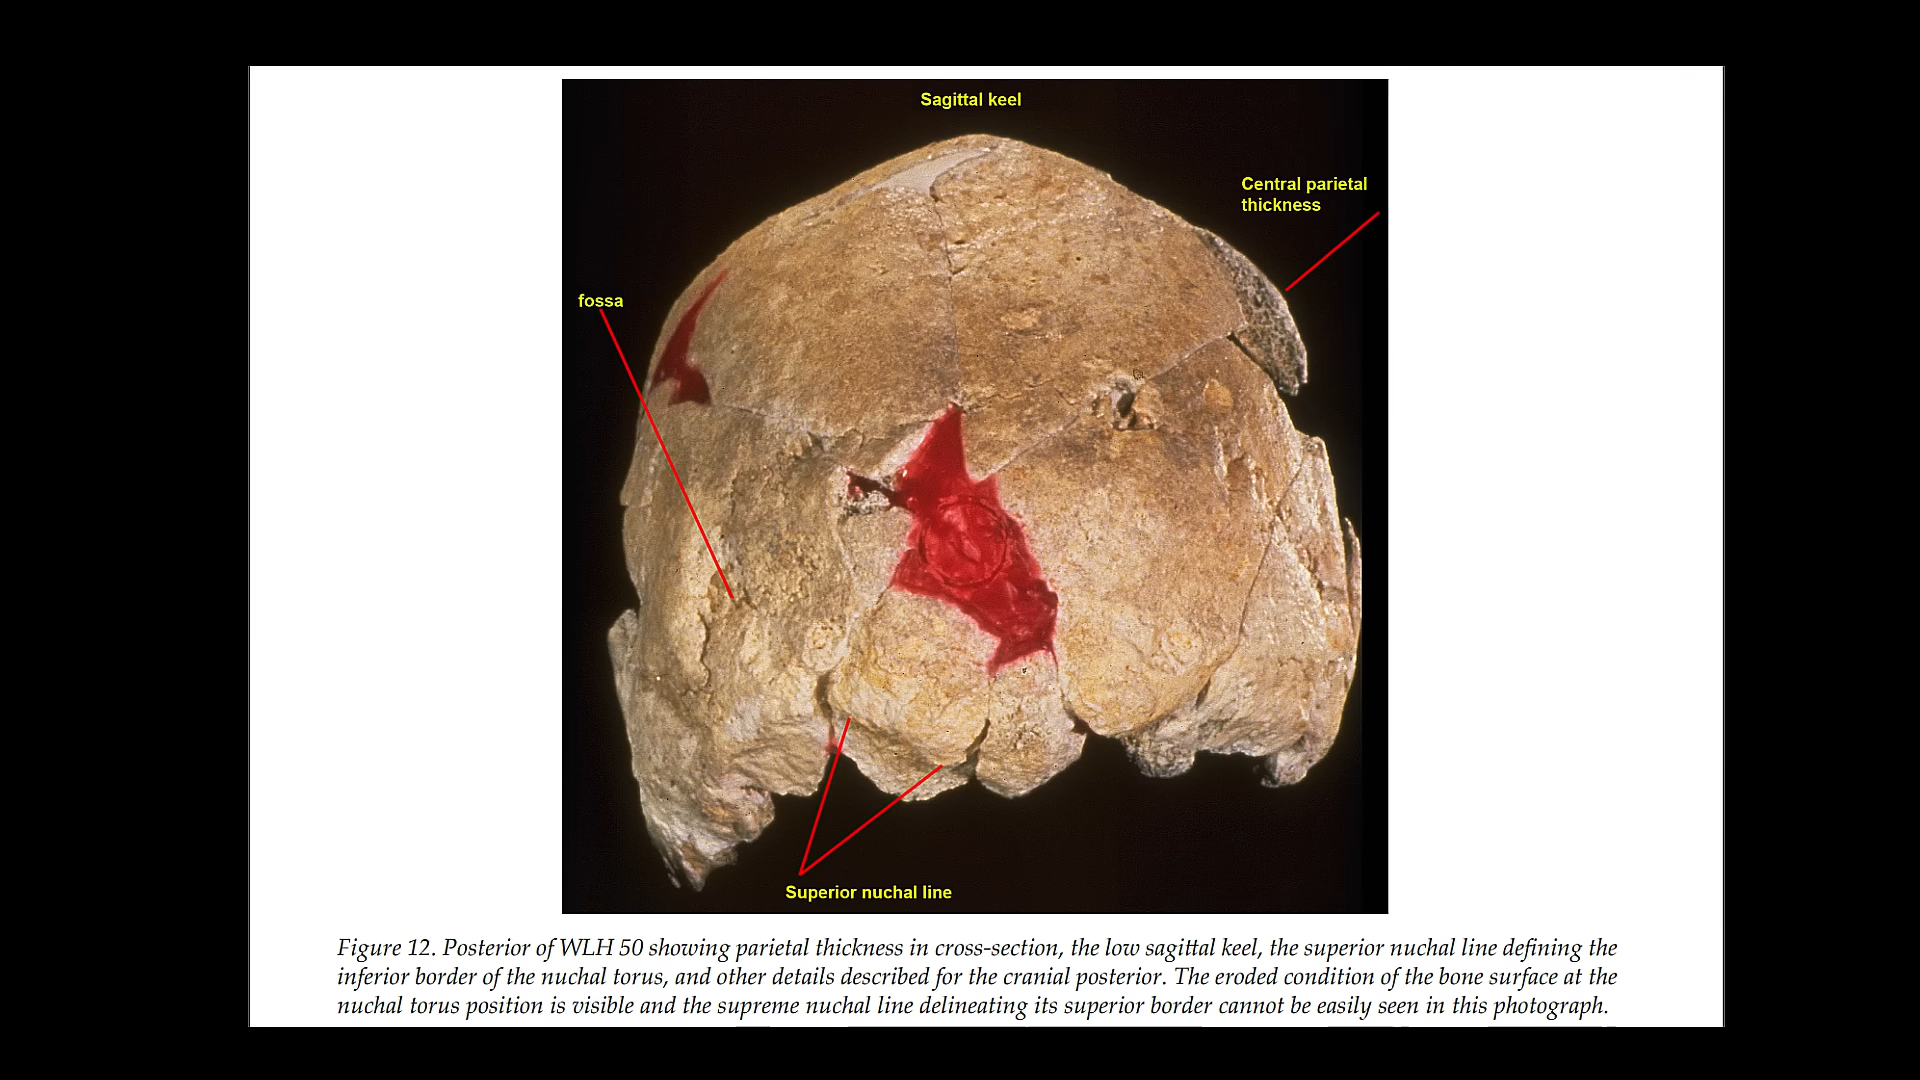 Sagittal keel
Central parietal
thickness
fossa
Superior nuchal line
Figure 12. Posterior of WLH 50 showing parietal thickness in cross-section, the low sagittal keel, the superior nuchal line defining the
inferior border of the nuchal torus, and other details described for the cranial posterior. The eroded condition of the bone surface at the
nuchal torus position is visible and the supreme nuchal line delineating its superior border cannot be easily seen in this photograph.